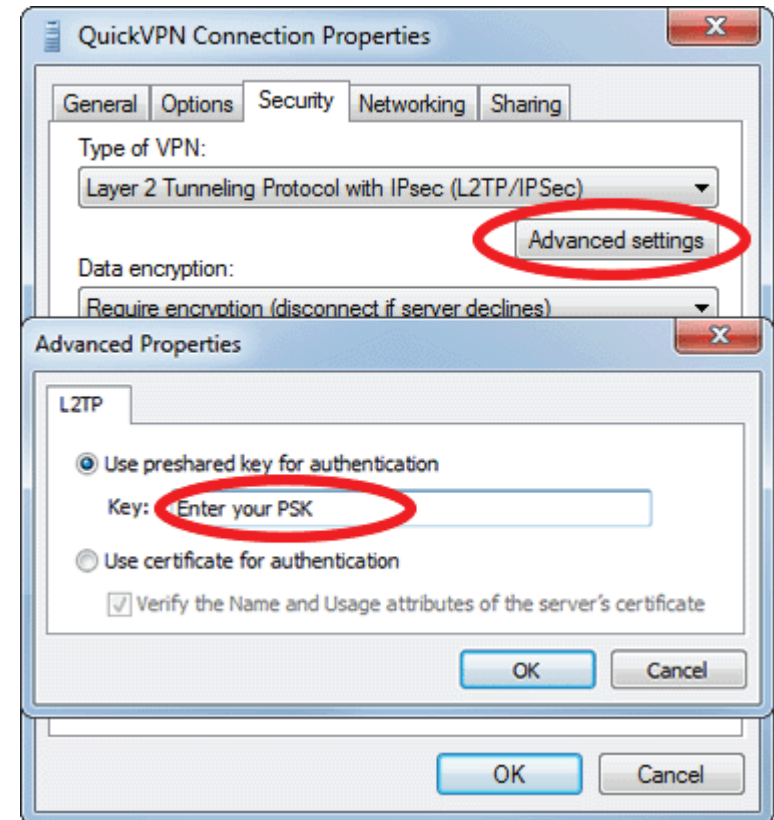 QuickVPN Connection Properties
General Options Security Networking Sharing
Type of VPN:
Layer 2 Tunneling Protocol with IPsec (L2TP/IPSec)
Advanced settings
Data encryption:
Require encryption (disconnect if server declines)
Advanced Properties
L2TP
Use preshared key for authentication
Key: Enter your PSK
Use certificate for authentication
Verify the Name and Usage attributes of the server's certificate
OK Cancel
OK Cancel